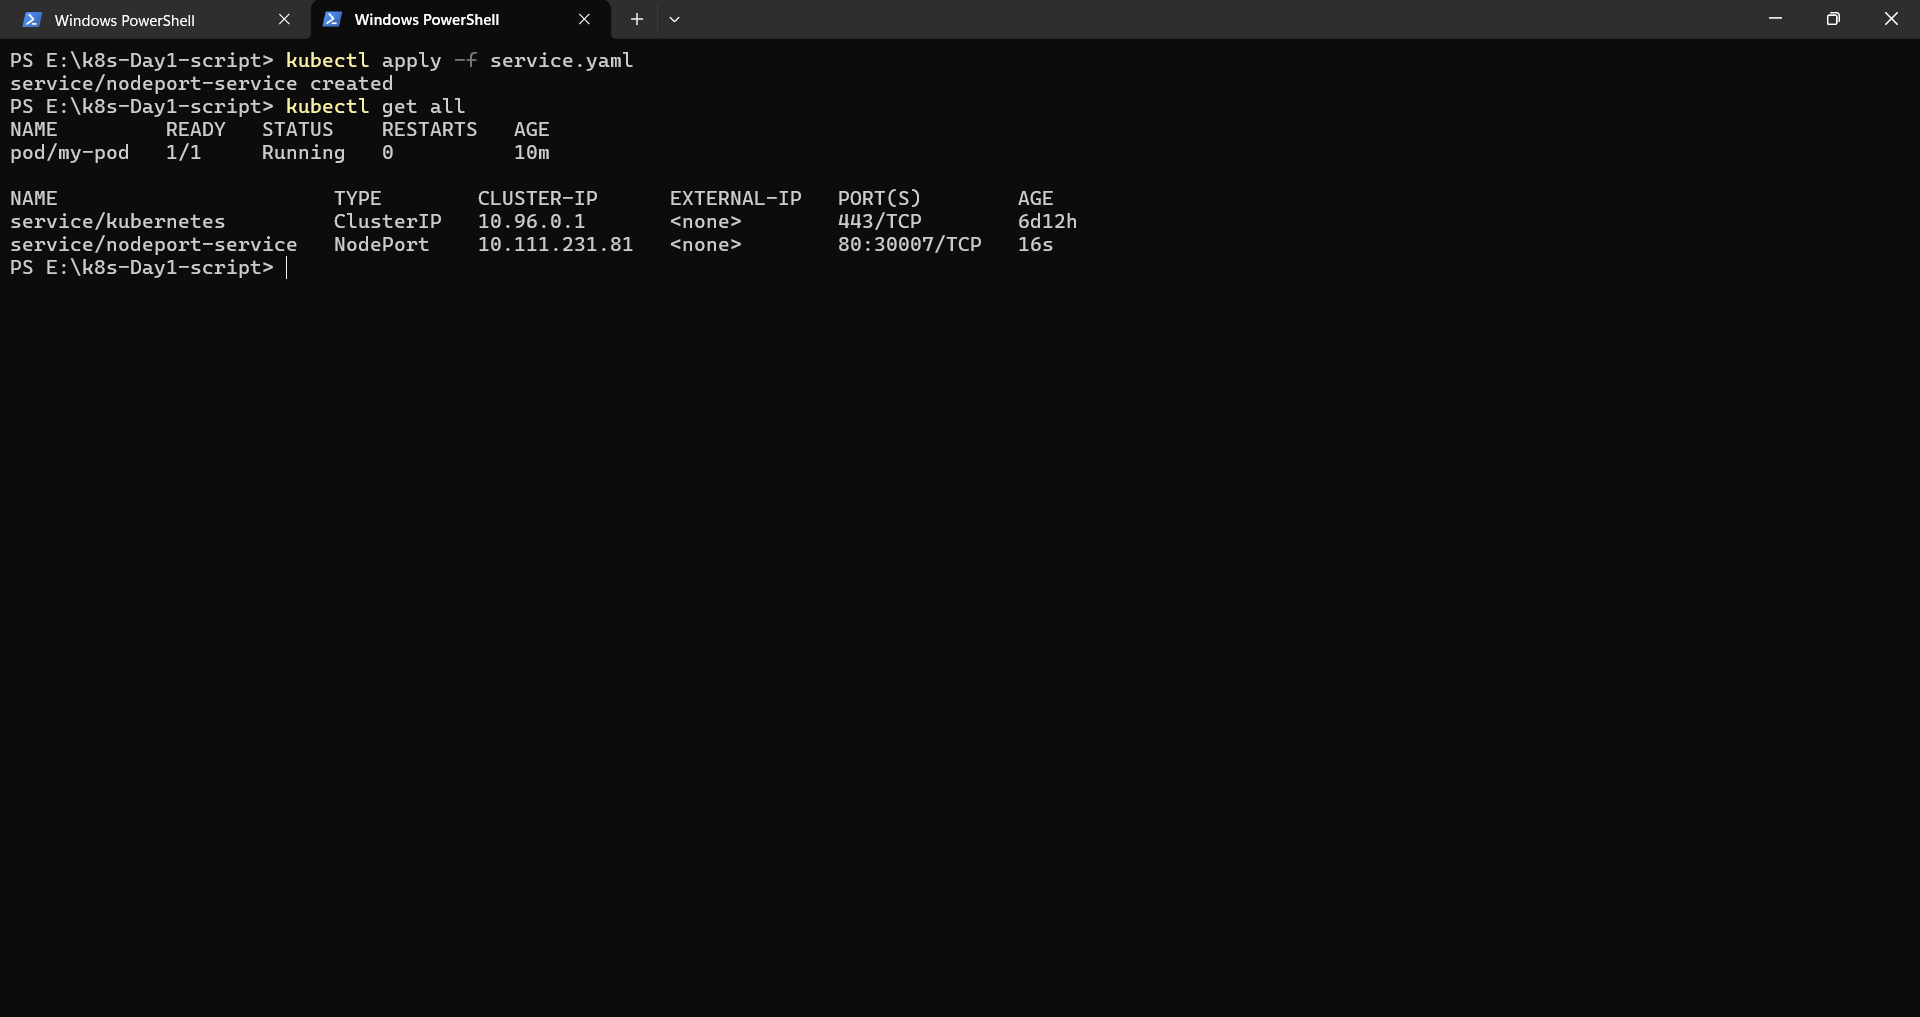 Windows PowerShell
Windows PowerShell
PS E:\k8s-Day1-script> kubectl apply -f service.yaml
service/nodeport-service created
PS E:\k8s-Day1-script> kubectl get all
NAME         READY   STATUS    RESTARTS   AGE
pod/my-pod   1/1     Running   0          10m
NAME                       TYPE        CLUSTER-IP      EXTERNAL-IP   PORT(S)        AGE
service/kubernetes         ClusterIP   10.96.0.1       <none>        443/TCP        6d12h
service/nodeport-service   NodePort    10.111.231.81   <none>        80:30007/TCP   16s
PS E:\k8s-Day1-script>